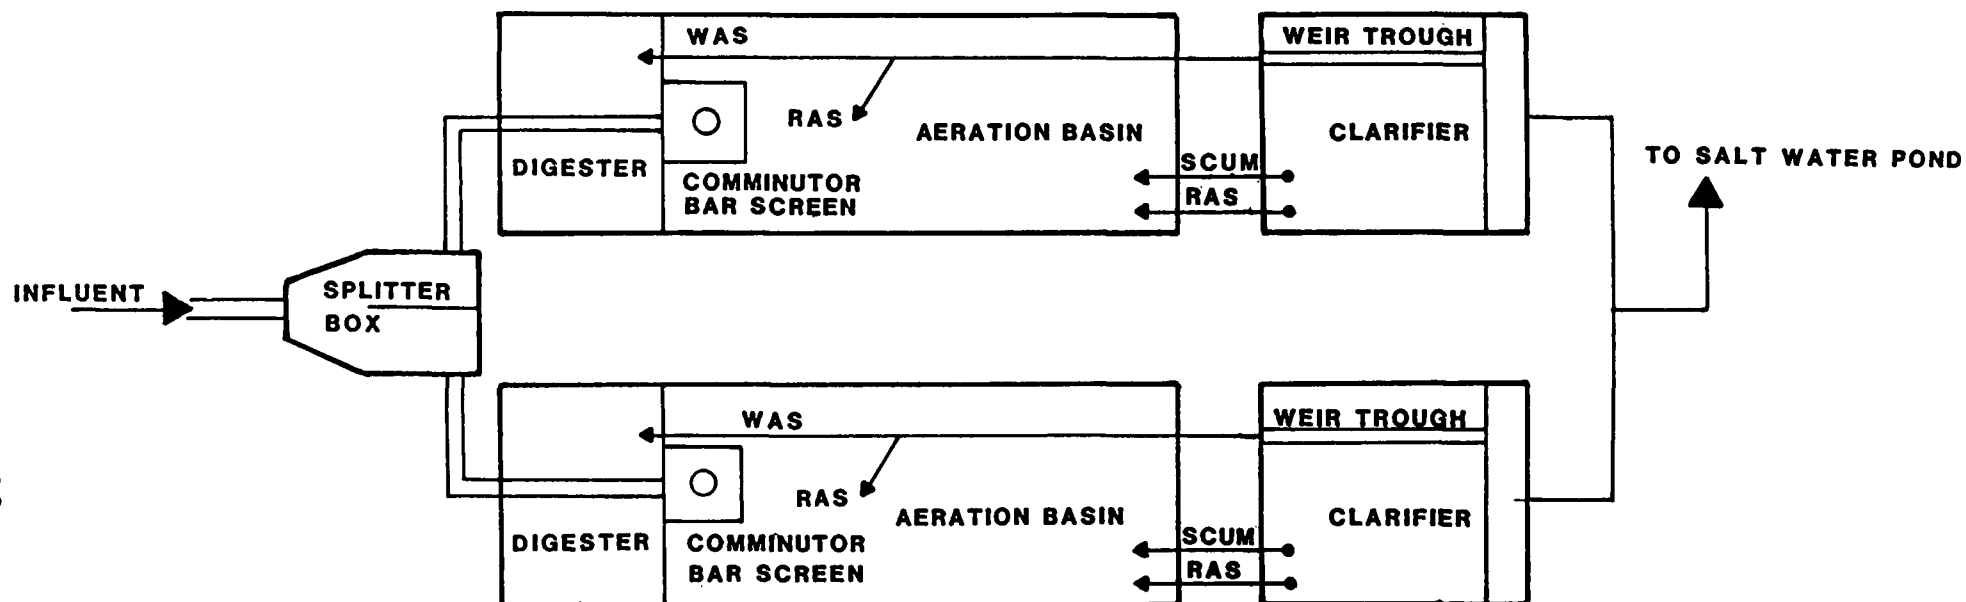 WAS
WEIR TROUGH
RAS
AERATION BASIN
CLARIFIER
TO SALT WATER POND
DIGESTER
SCUM
COMMINUTOR
BAR SCREEN
RAS
INFLUENT
SPLITTER
BOX
WAS
WEIR TROUGH
RAS
AERATION BASIN
CLARIFIER
DIGESTER
COMMINUTOR
BAR SCREEN
SCUM
RAS